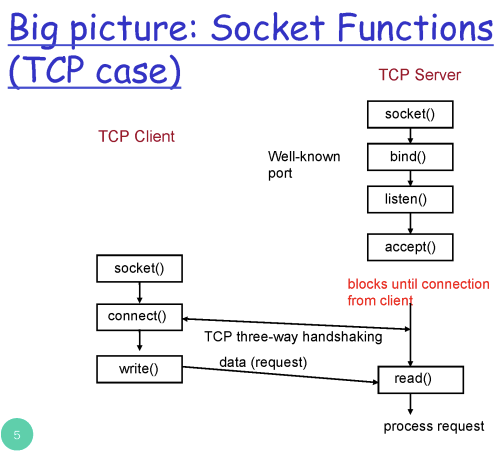 Big picture: Socket Functions
(TCP case)
TCP Server
socket()
TCP Client
Well-known
port
bind()
listen()
accept()
socket()
blocks until connection
from client
connect()
TCP three-way handshaking
write()
data (request)
read()
process request
5